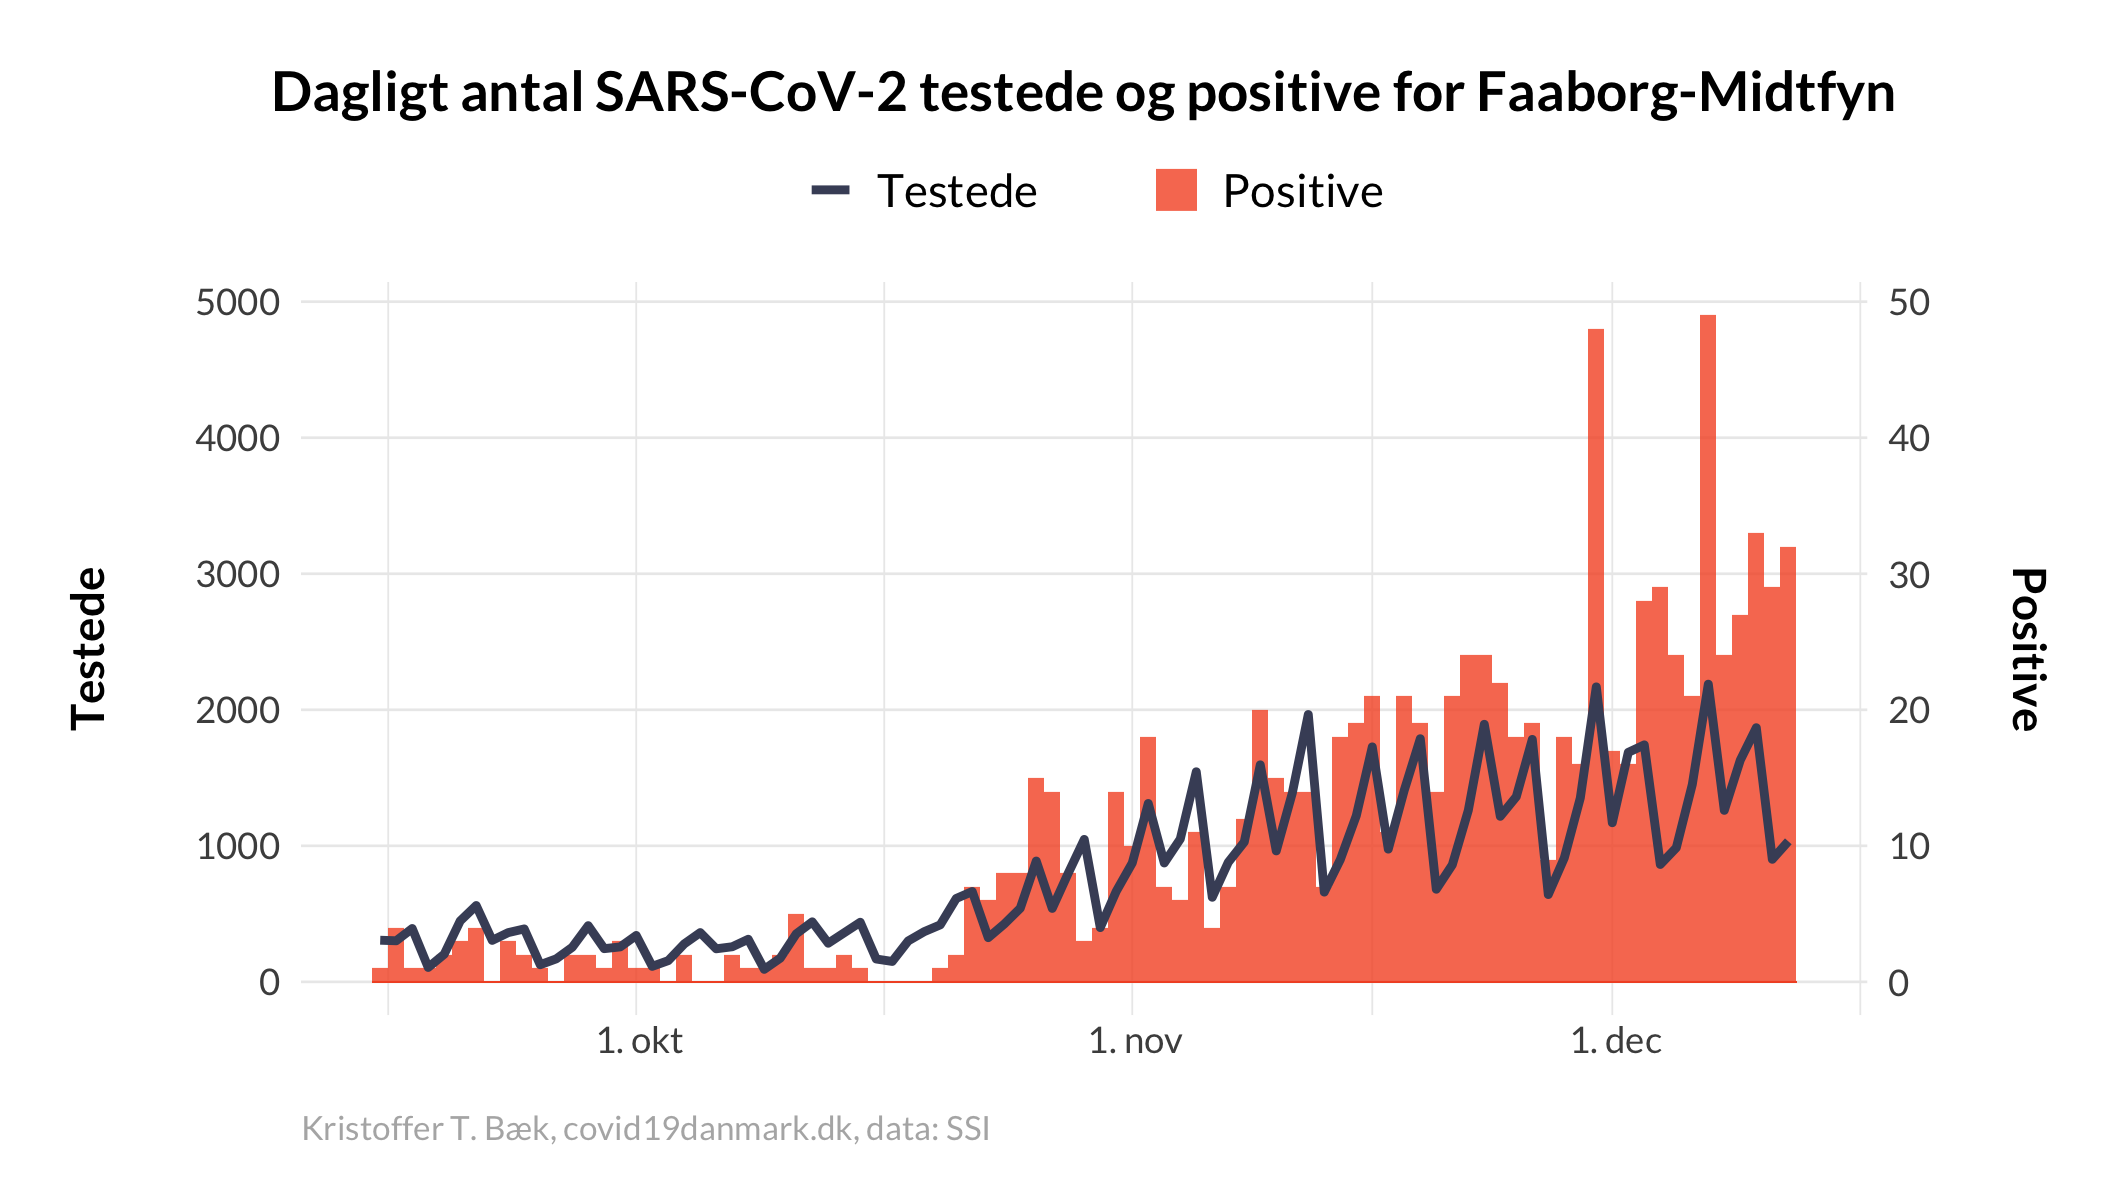 Dagligt antal SARS-CoV-2 testede og positive for Faaborg-Midtfyn
Testede
Positive
5000
4000
3000
2000
1000
0
Testede
50
40
30
20
10
0
Positive
1. okt
1. nov
1. dec
Kristoffer T. Bæk, covid19danmark.dk, data: SSI